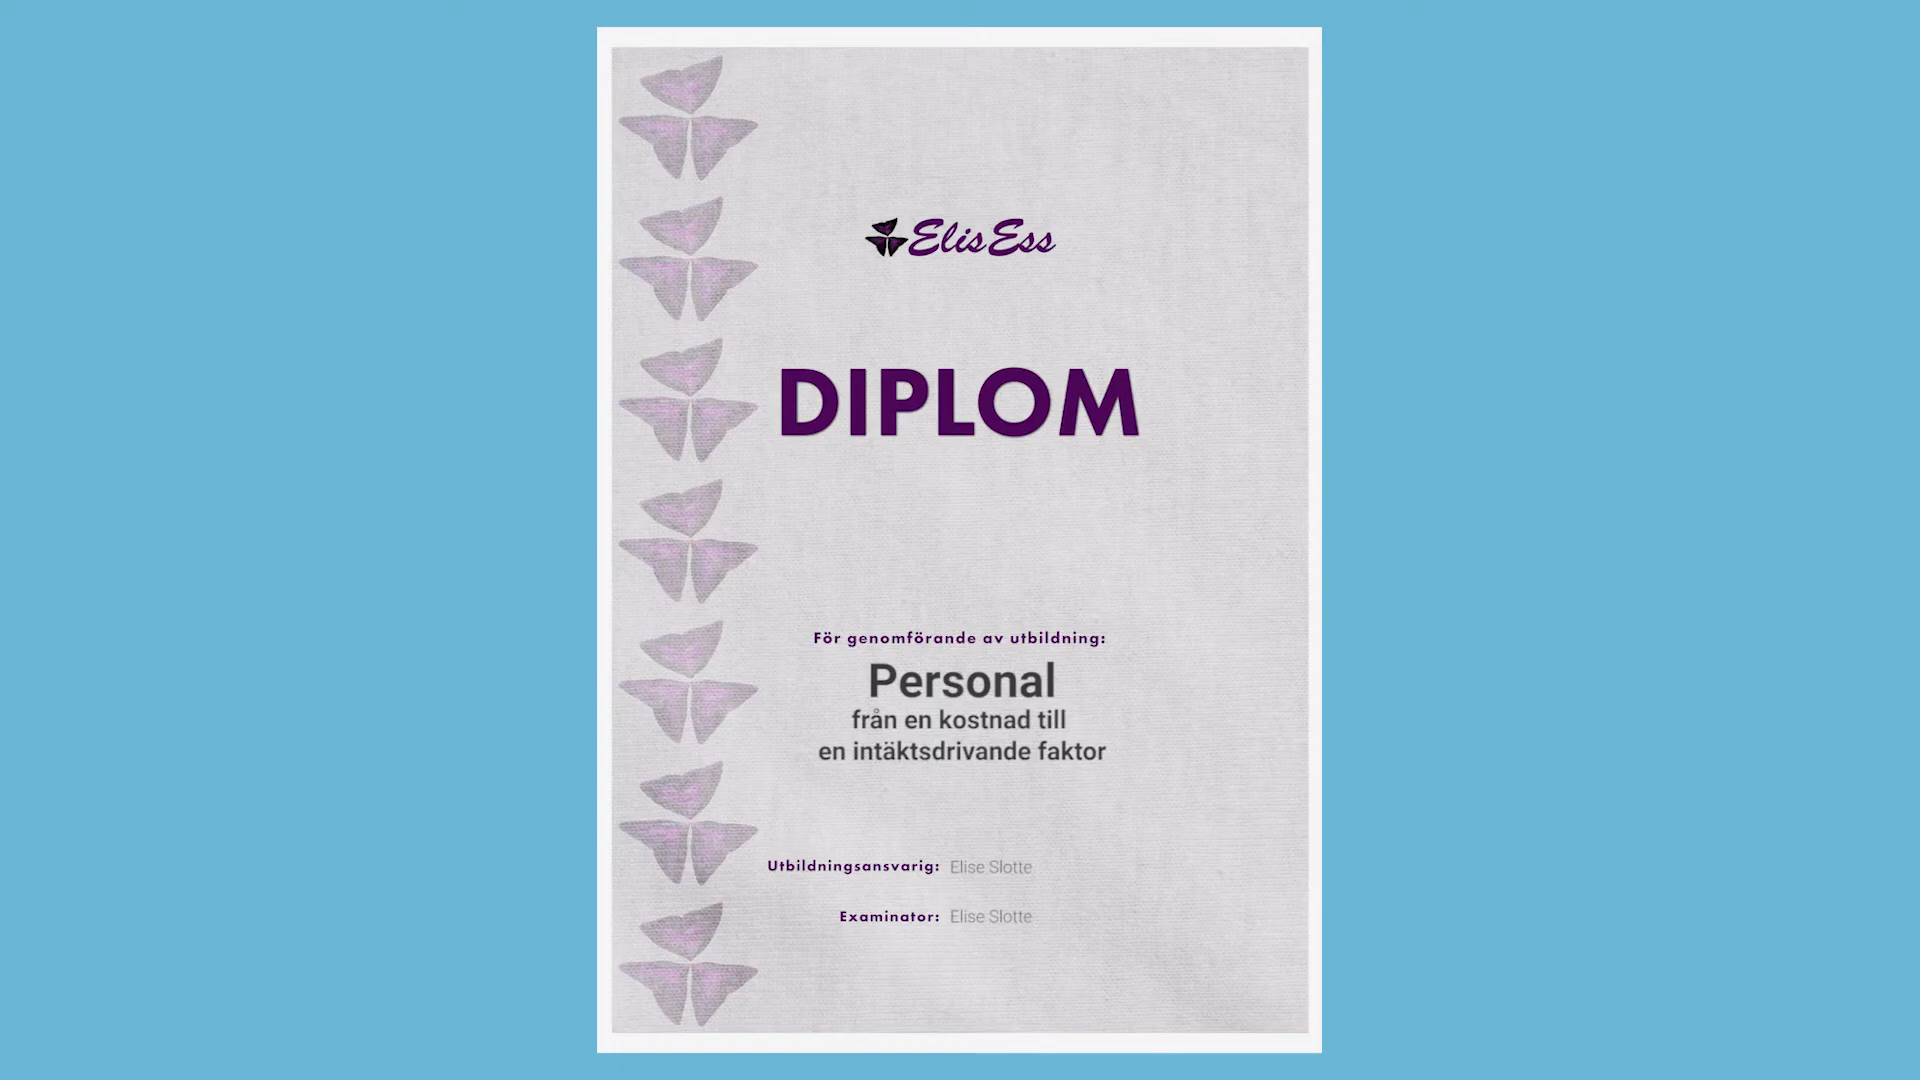 ElisEss
DIPLOM
För genomförande av utbildning:
Personal
från en kostnad till
en intäktsdrivande faktor
Utbildningsansvarig: Elise Slotte
Examinator: Elise Slotte